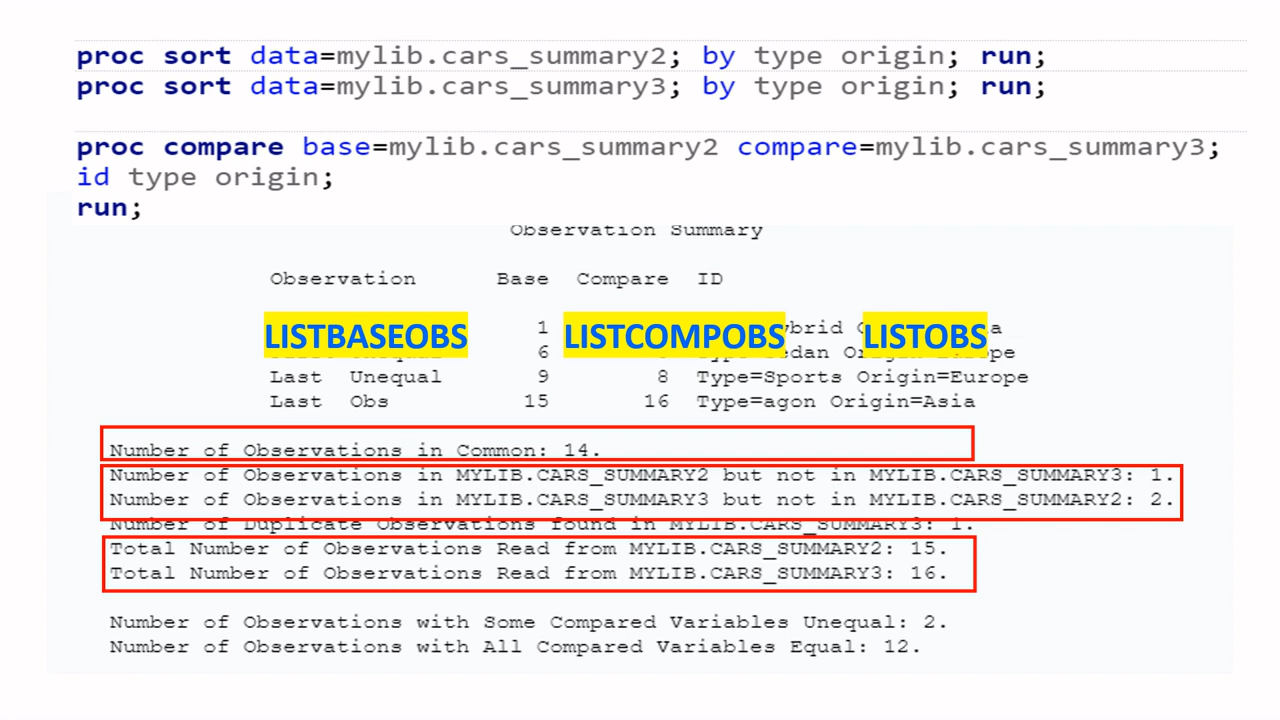 proc sort data=mylib.cars_summary2; by type origin; run;
proc sort data=mylib.cars_summary3; by type origin; run;
proc compare base=mylib.cars_summary2 compare=mylib.cars_summary3;
id type origin;
run;
Observation Summary
Observation Base Compare ID
LISTBASEOBS 1 LISTCOMPOBS LISTOBS
6
Last Unequal 9 8 Type=Sports Origin=Europe
Last Obs 15 16 Type=agon Origin=Asia
Number of Observations in Common: 14.
Number of Observations in MYLIB.CARS_SUMMARY2 but not in MYLIB.CARS_SUMMARY3: 1.
Number of Observations in MYLIB.CARS_SUMMARY3 but not in MYLIB.CARS_SUMMARY2: 2.
Number of Duplicate Observations found in MYLIB.CARS_SUMMARY3: 1.
Total Number of Observations Read from MYLIB.CARS_SUMMARY2: 15.
Total Number of Observations Read from MYLIB.CARS_SUMMARY3: 16.
Number of Observations with Some Compared Variables Unequal: 2.
Number of Observations with All Compared Variables Equal: 12.